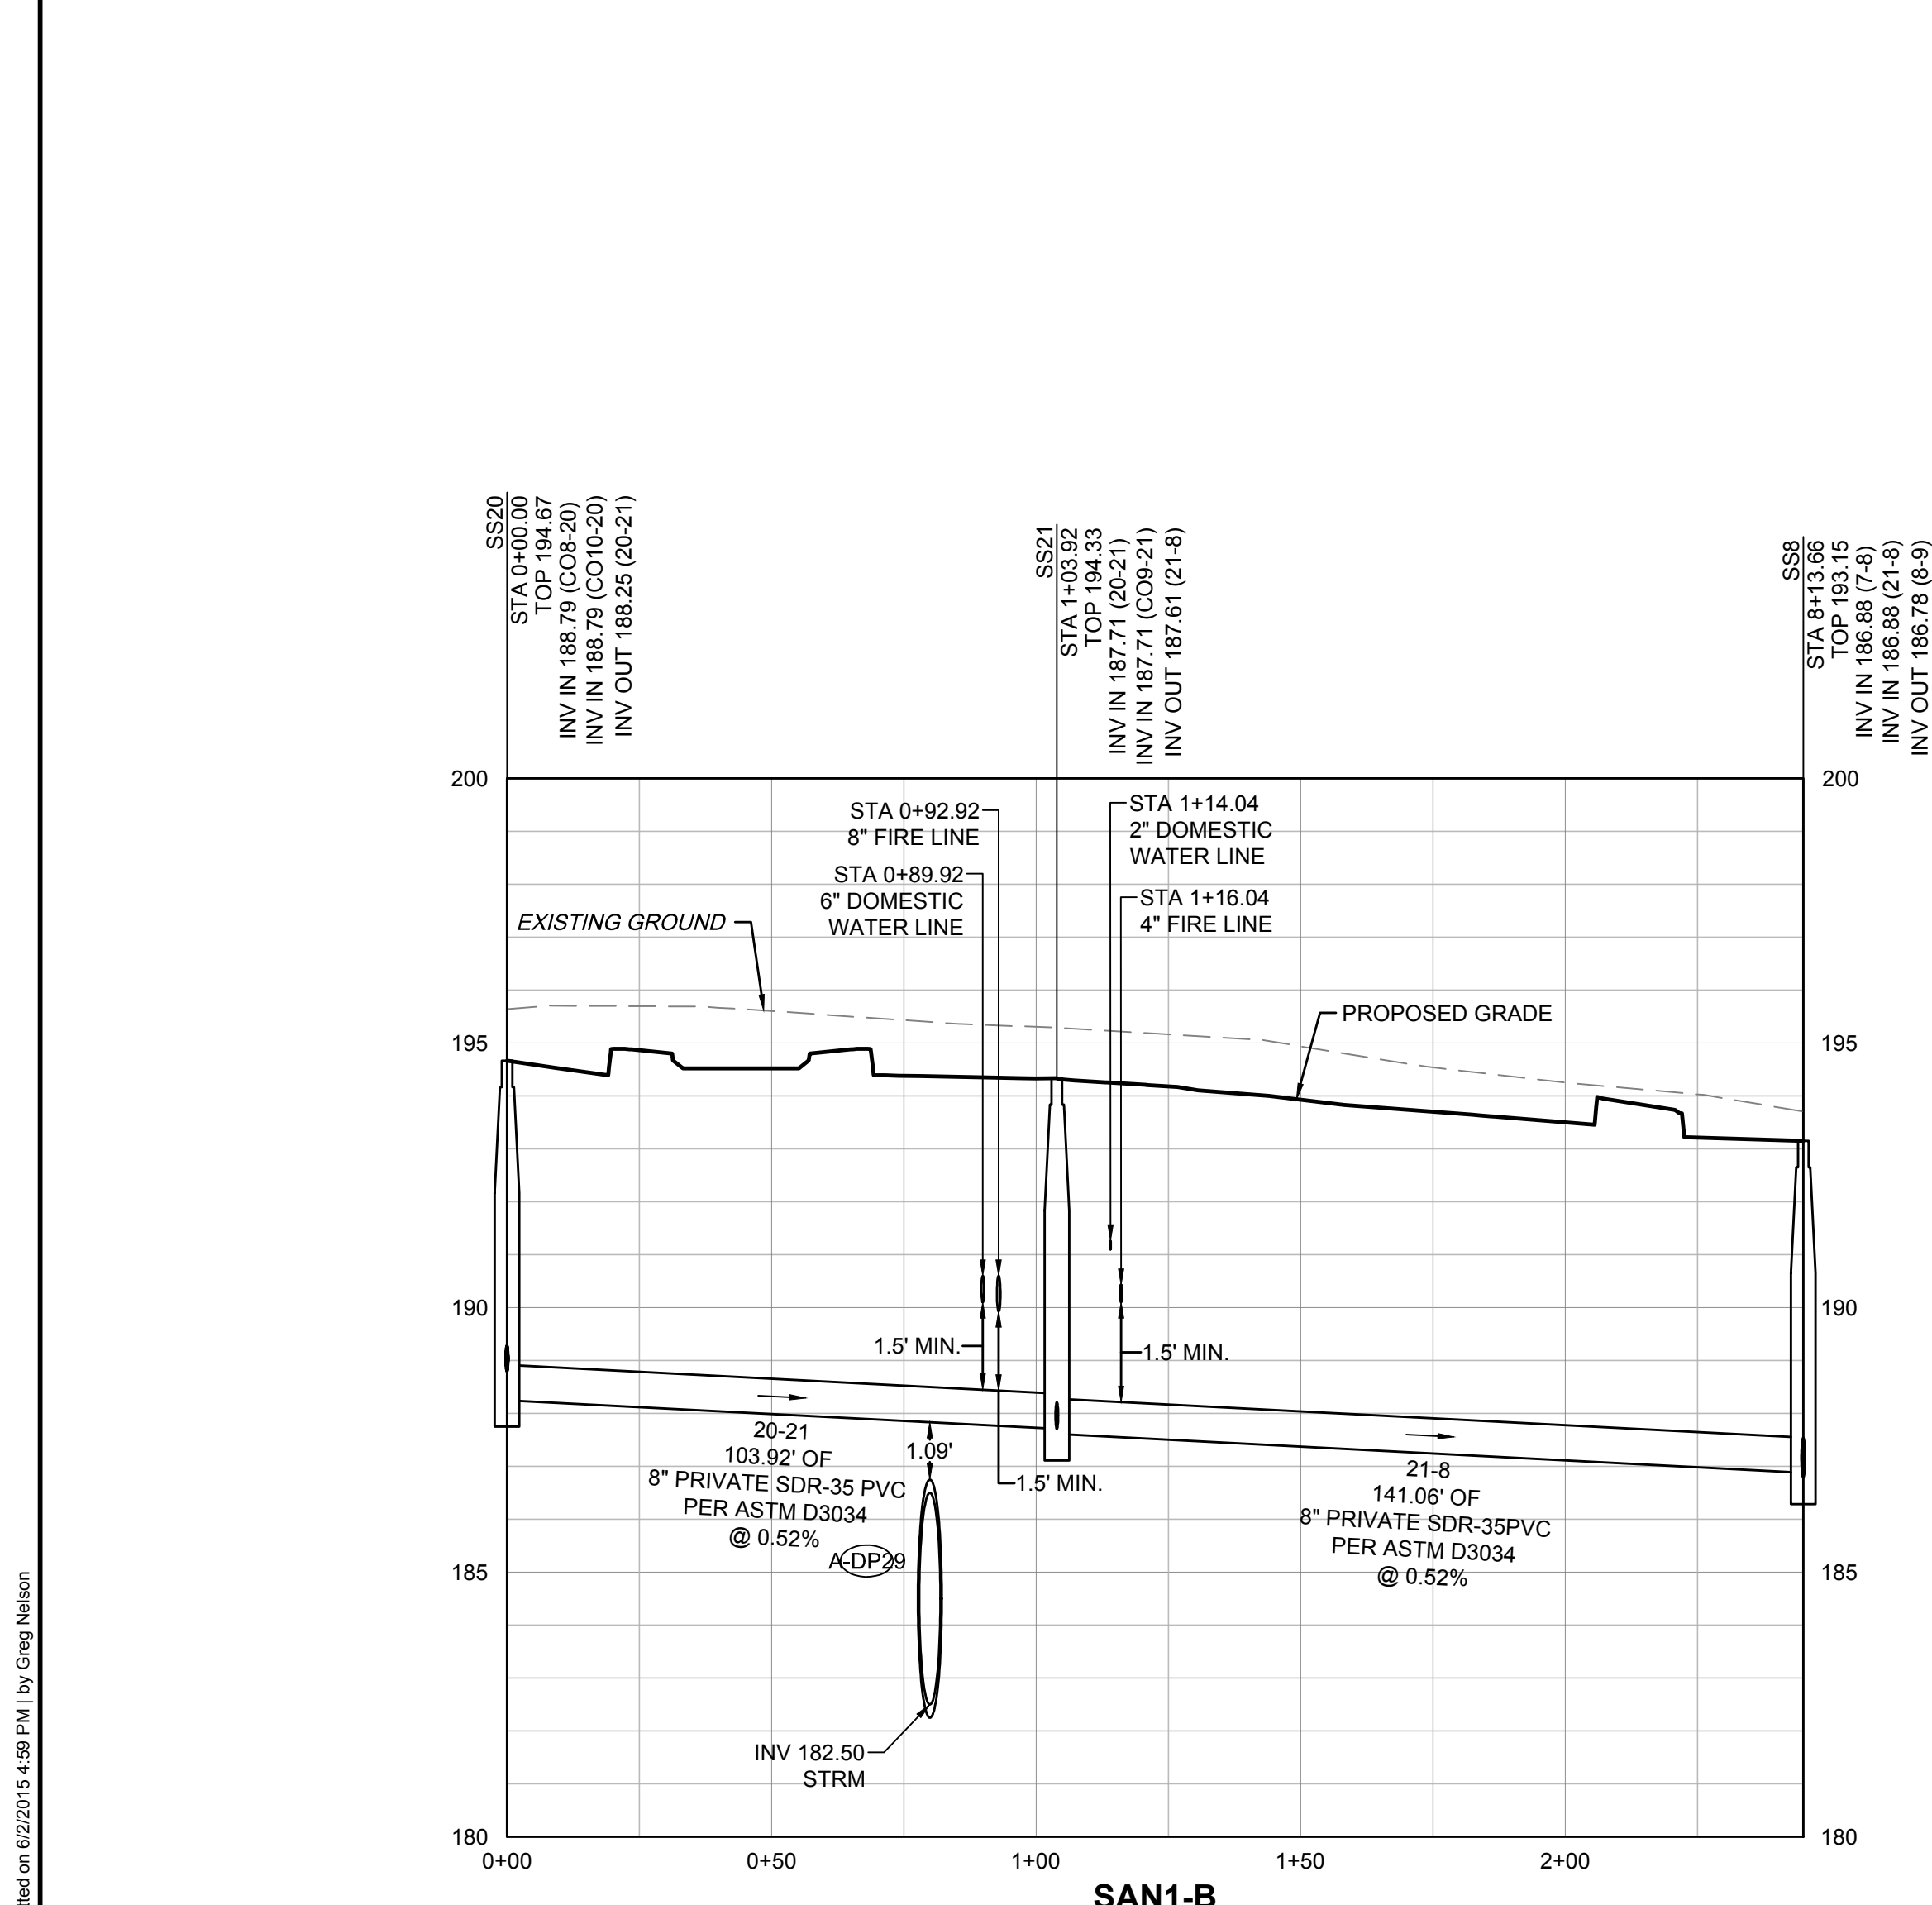 SS20
STA 0+00.00
TOP 194.67
INV IN 188.79 (CO8-20)
INV IN 188.79 (CO10-20)
INV OUT 188.25 (20-21)
SS21
STA 1+03.92
TOP 194.33
INV IN 187.71 (20-21)
INV IN 187.71 (CO9-21)
INV OUT 187.61 (21-8)
SS8
STA 8+13.66
TOP 193.15
INV IN 186.88 (7-8)
INV IN 186.88 (21-8)
INV OUT 186.78 (8-9)
200
200
STA 0+92.92
8" FIRE LINE
STA 0+89.92
6" DOMESTIC
WATER LINE
STA 1+14.04
2" DOMESTIC
WATER LINE
STA 1+16.04
4" FIRE LINE
EXISTING GROUND
PROPOSED GRADE
195
195
190
190
1.5' MIN.
1.5' MIN.
1.09'
1.5' MIN.
20-21
103.92' OF
8" PRIVATE SDR-35 PVC
PER ASTM D3034
@ 0.52%
21-8
141.06' OF
8" PRIVATE SDR-35PVC
PER ASTM D3034
@ 0.52%
A-DP29
185
185
INV 182.50
STRM
180
180
0+00
0+50
1+00
1+50
2+00
SAN1-B
tted on 6/2/2015 4:59 PM | by Greg Nelson